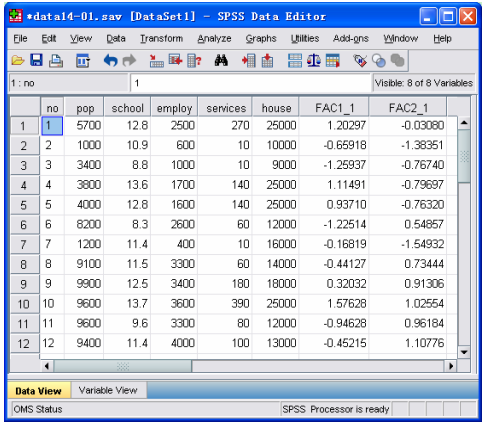 *data14-01.sav [DataSet1] - SPSS Data Editor
File Edit View Data Transform Analyze Graphs Utilities Add-ons Window Help
1 : no 1 Visible: 8 of 8 Variables
no pop school employ services house FAC1_1 FAC2_1
1 1 5700 12.8 2500 270 25000 1.20297 -0.03080
2 2 1000 10.9 600 10 10000 -0.65918 -1.38351
3 3 3400 8.8 1000 10 9000 -1.25937 -0.76740
4 4 3800 13.6 1700 140 25000 1.11491 -0.79697
5 5 4000 12.8 1600 140 25000 0.93710 -0.76320
6 6 8200 8.3 2600 60 12000 -1.22514 0.54857
7 7 1200 11.4 400 10 16000 -0.16819 -1.54932
8 8 9100 11.5 3300 60 14000 -0.44127 0.73444
9 9 9900 12.5 3400 180 18000 0.32032 0.91306
10 10 9600 13.7 3600 390 25000 1.57628 1.02554
11 11 9600 9.6 3300 80 12000 -0.94628 0.96184
12 12 9400 11.4 4000 100 13000 -0.45215 1.10776
Data View Variable View
OMS Status SPSS Processor is ready